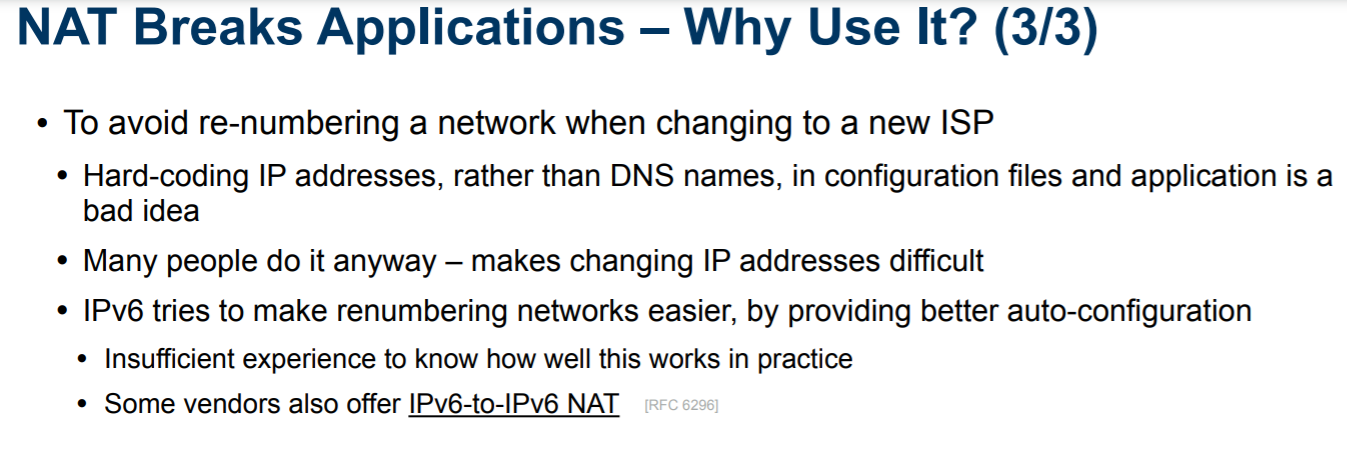 NAT Breaks Applications – Why Use It? (3/3)
• To avoid re-numbering a network when changing to a new ISP
• Hard-coding IP addresses, rather than DNS names, in configuration files and application is a
bad idea
• Many people do it anyway – makes changing IP addresses difficult
• IPv6 tries to make renumbering networks easier, by providing better auto-configuration
• Insufficient experience to know how well this works in practice
• Some vendors also offer IPv6-to-IPv6 NAT [RFC 6296]